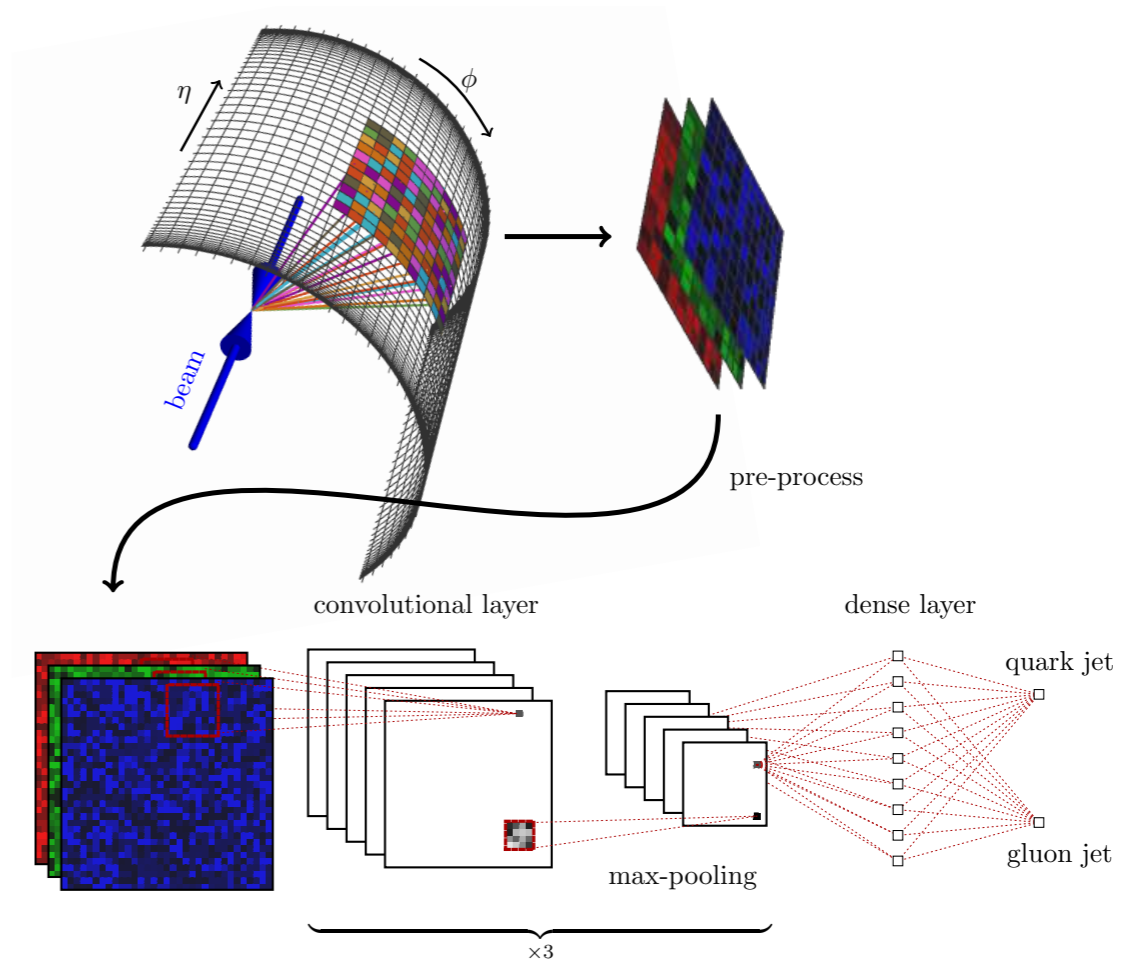 η
ϕ
beam
pre-process
convolutional layer
dense layer
quark jet
gluon jet
max-pooling
×3